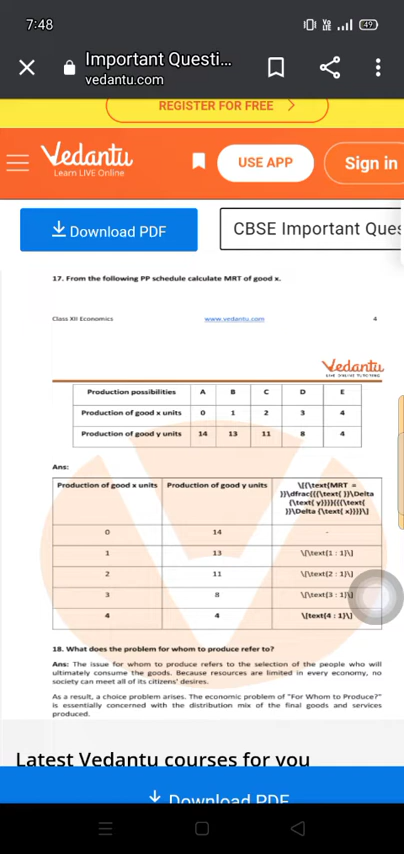 7:48
Vo LTE 49
Important Questi...
vedantu.com
REGISTER FOR FREE >
Vedantu
Learn LIVE Online
USE APP
Sign in
Download PDF
CBSE Important Ques
17. From the following PP schedule calculate MRT of good x.
Class XII Economics www.vedantu.com 4
Vedantu
LIVE ONLINE TUTORING
Production possibilities A B C D E
Production of good x units 0 1 2 3 4
Production of good y units 14 13 11 8 4
Ans:
Production of good x units Production of good y units \[{\text{MRT =
}}\dfrac{{{\text{ }}\Delta
{\text{ y}}}}{{{\text{
}}\Delta {\text{ x}}}}\]
0 14 -
1 13 \[\text{1 : 1}\]
2 11 \[\text{2 : 1}\]
3 8 \[\text{3 : 1}\]
4 4 \[\text{4 : 1}\]
18. What does the problem for whom to produce refer to?
Ans: The issue for whom to produce refers to the selection of the people who will
ultimately consume the goods. Because resources are limited in every economy, no
society can meet all of its citizens' desires.
As a result, a choice problem arises. The economic problem of "For Whom to Produce?"
is essentially concerned with the distribution mix of the final goods and services
produced.
Latest Vedantu courses for you
Download PDF